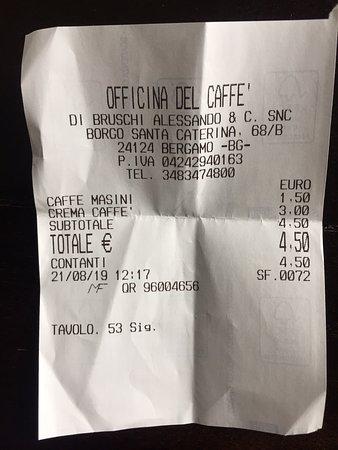 OFFICINA DEL CAFFE'
DI BRUSCHI ALESSANDO & C. SNC
BORGO SANTA CATERINA, 68/B
24124 BERGAMO -BG-
P.IVA 04242940163
TEL. 3483474800
EURO
CAFFE MASINI 1,50
CREMA CAFFE' 3,00
SUBTOTALE 4,50
TOTALE € 4,50
CONTANTI 4,50
21/08/19 12:17 SF.0072
MF QR 96004656
TAVOLO. 53 Sig.